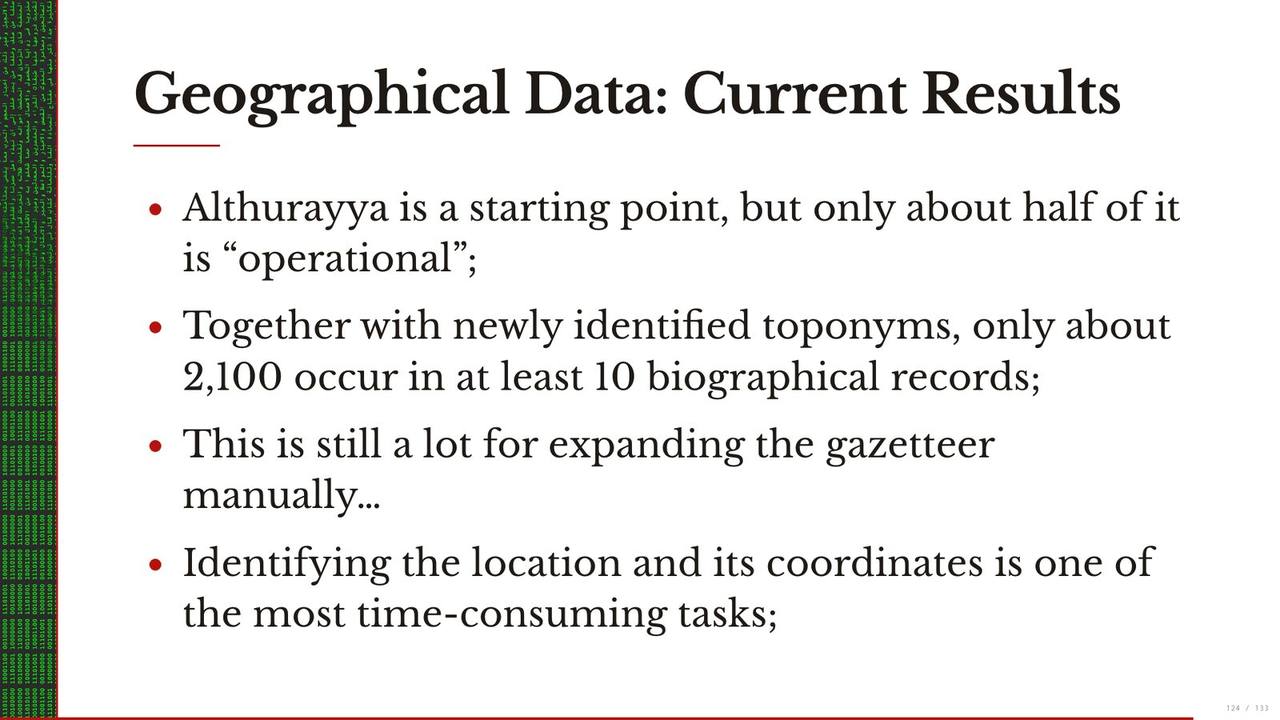 Geographical Data: Current Results
Althurayya is a starting point, but only about half of it
is “operational”;
Together with newly identified toponyms, only about
2,100 occur in at least 10 biographical records;
This is still a lot for expanding the gazetteer
manually…
Identifying the location and its coordinates is one of
the most time-consuming tasks;
124 / 133